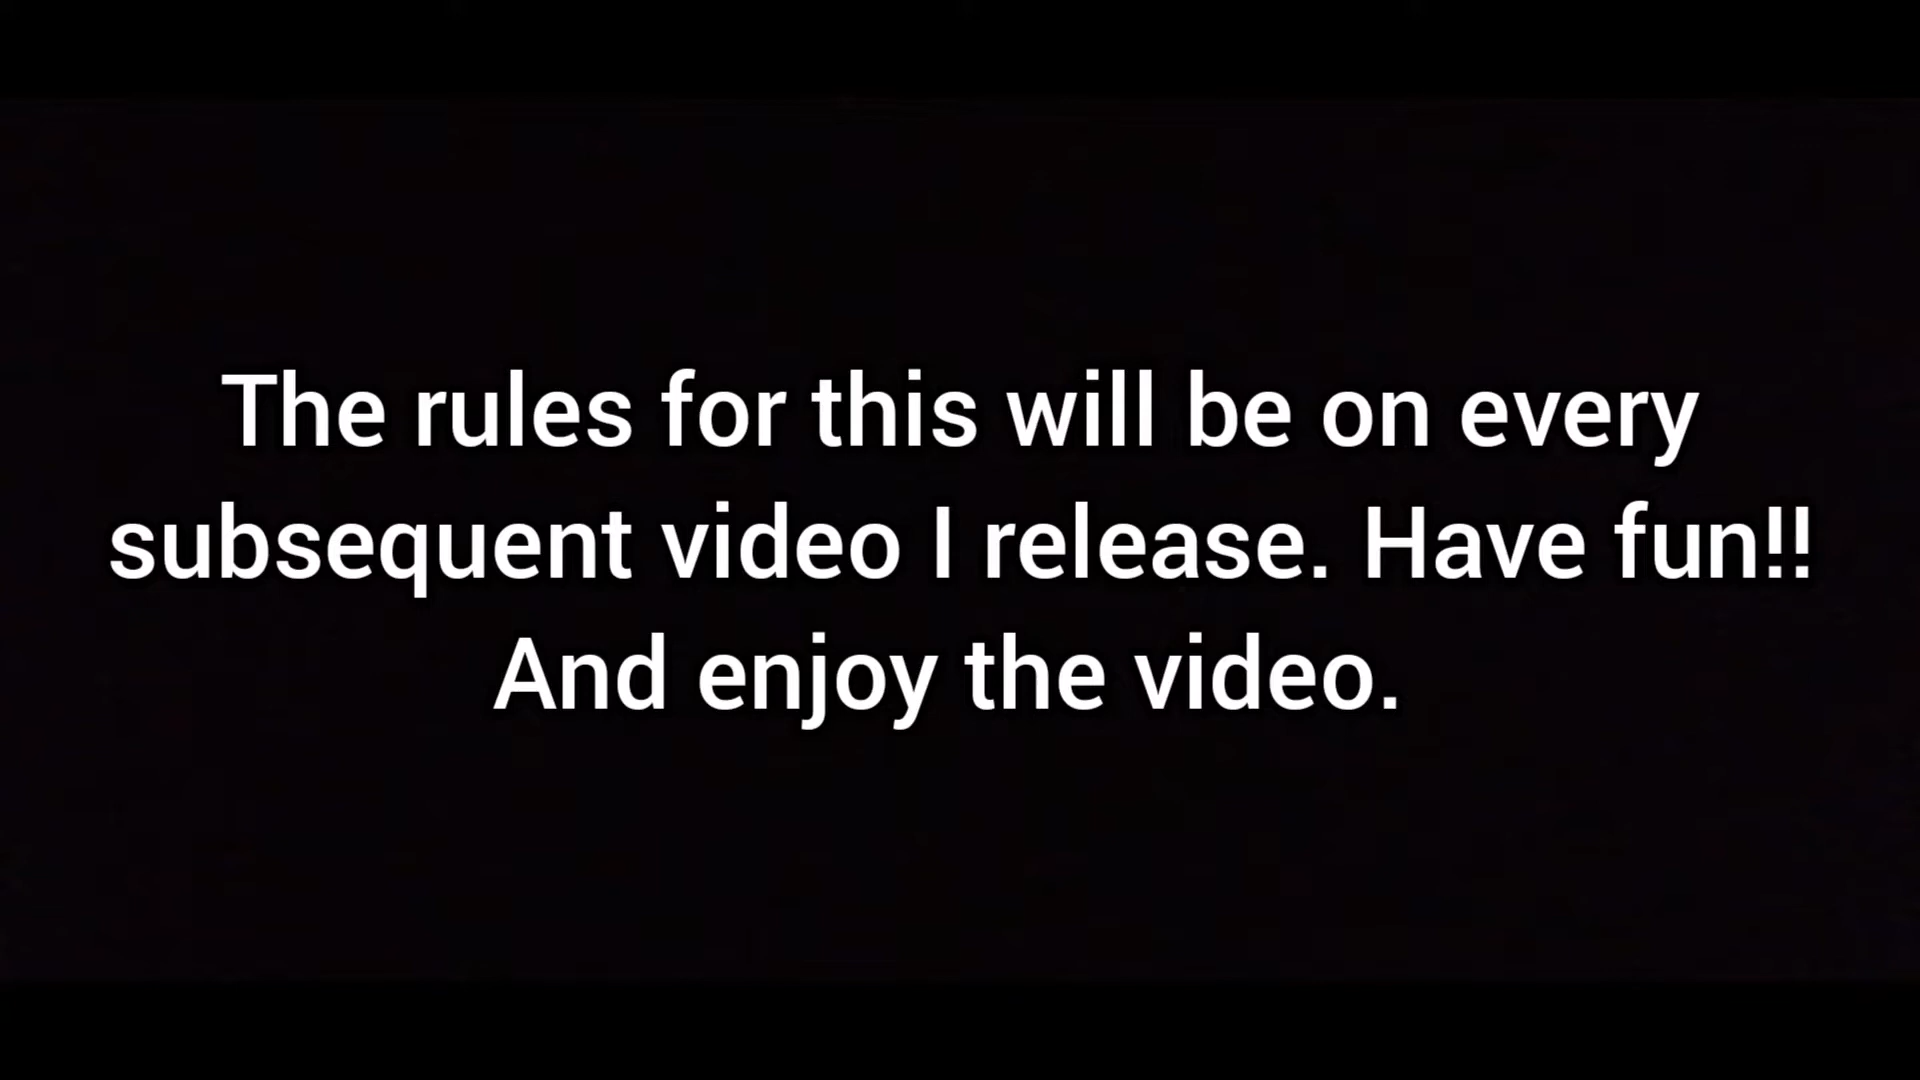 The rules for this will be on every
subsequent video I release. Have fun!!
And enjoy the video.